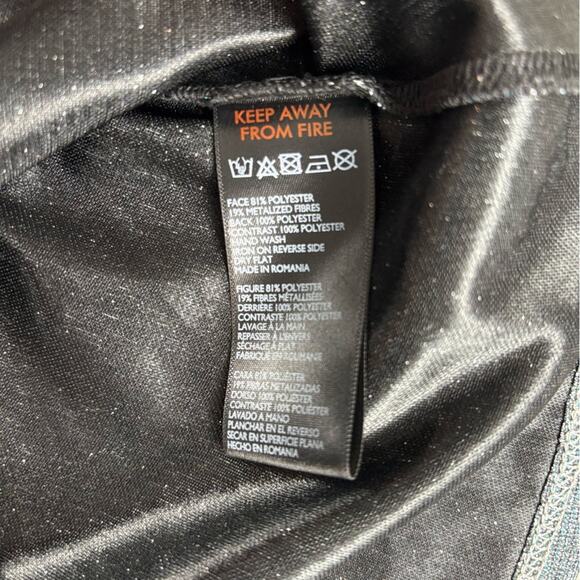 KEEP AWAY
FROM FIRE
FACE 81% POLYESTER
19% METALIZED FIBRES
BACK 100% POLYESTER
CONTRAST 100% POLYESTER
HAND WASH
IRON ON REVERSE SIDE
DRY FLAT
MADE IN ROMANIA
FIGURE 81% POLYESTER
19% FIBRES MÉTALLISÉES
DERRIÈRE 100% POLYESTER
CONTRASTE 100% POLYESTER
LAVAGE À LA MAIN
REPASSER À L'ENVERS
SÉCHAGE À PLAT
FABRIQUÉ EN ROUMANIE
CARA 81% POLIÉSTER
19% FIBRAS METALIZADAS
DORSO 100% POLIÉSTER
CONTRASTE 100% POLIÉSTER
LAVADO A MANO
PLANCHAR EN EL REVERSO
SECAR EN SUPERFICIE PLANA
HECHO EN ROMANIA